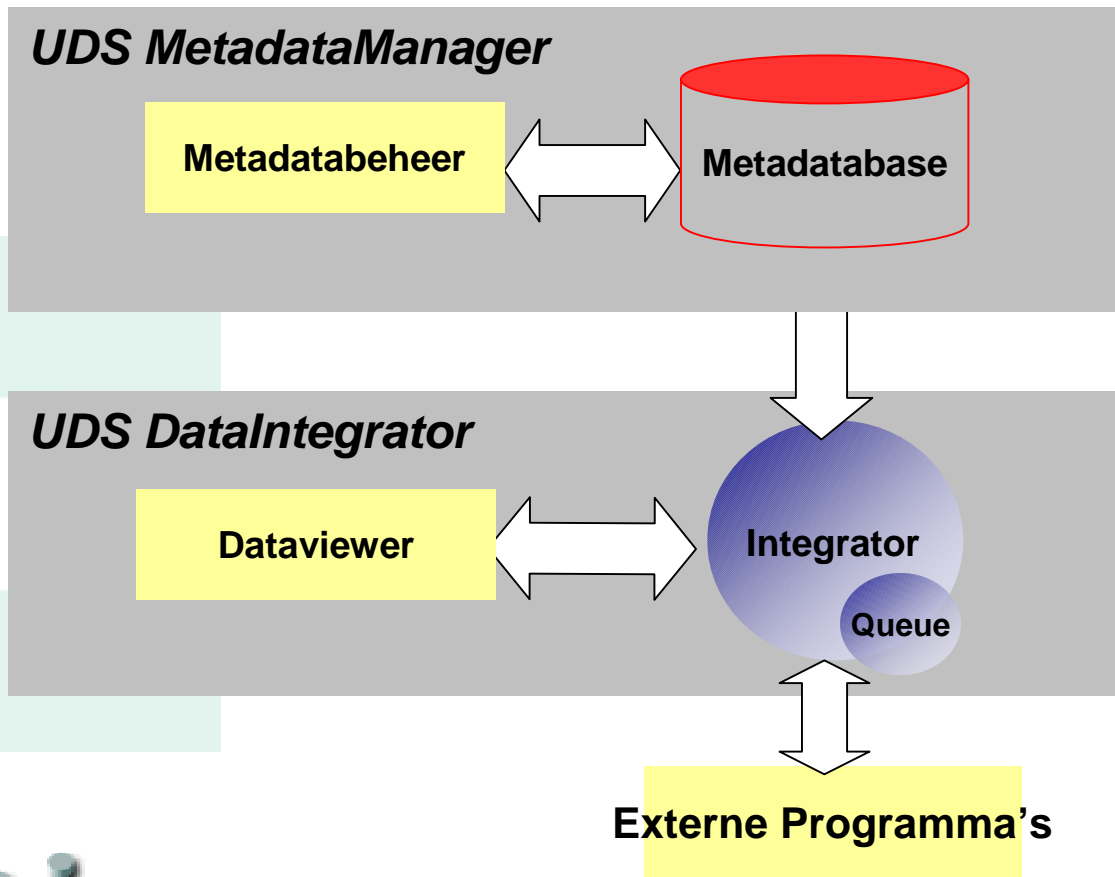 UDS MetadataManager
Metadatabeheer
Metadatabase
UDS DataIntegrator
Dataviewer
Integrator
Queue
Externe Programma's